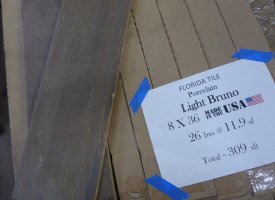 FLORIDA TILE
Porcelain
Light Bruno
8 X 36 MADE IN THE USA
26 bxs @ 11.9 sf
Total = 309 sft